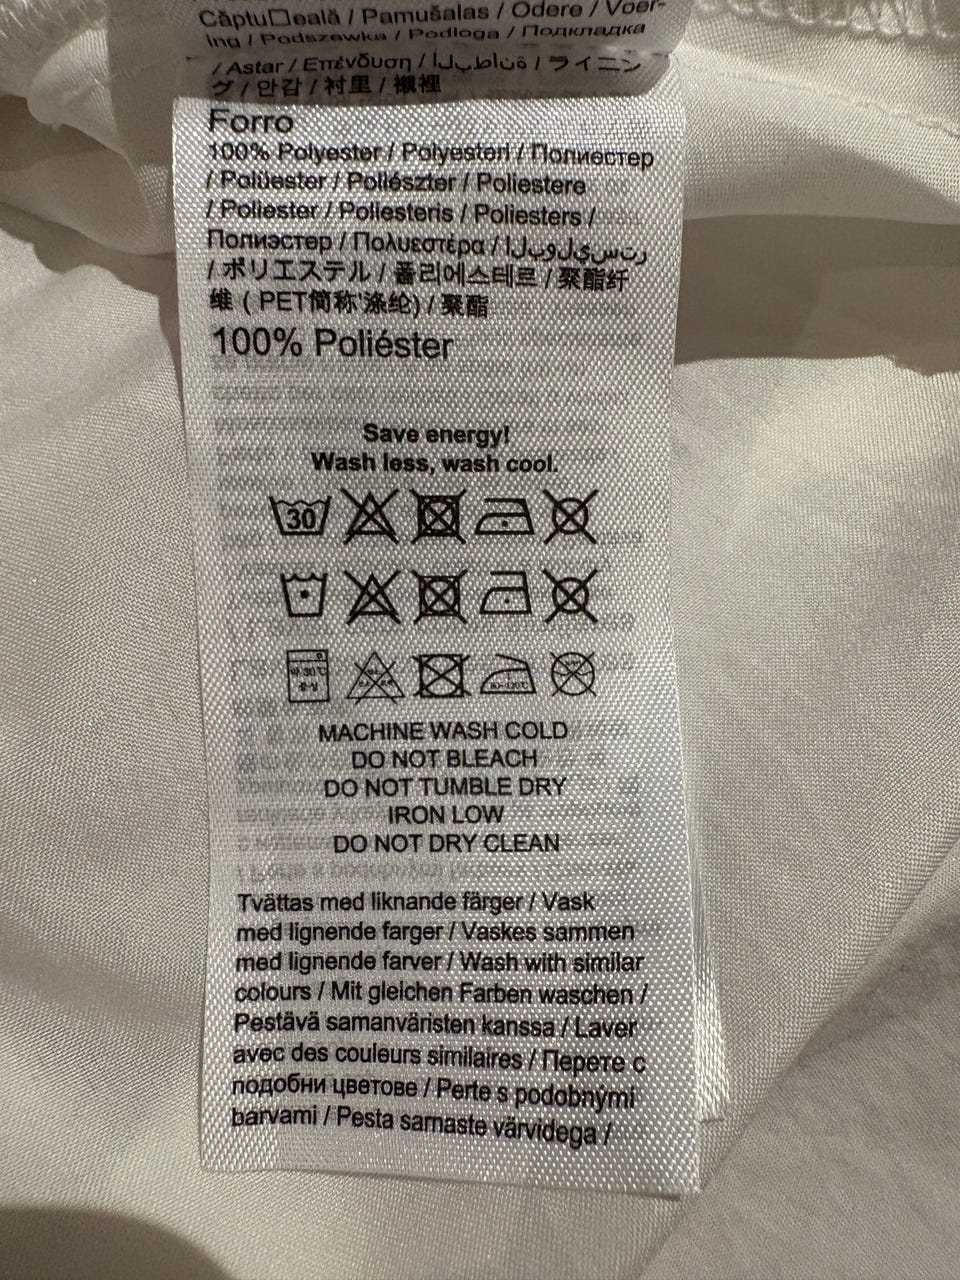 Căptu□eală / Pamušalas / Odere / Voer-
ing / Podszewka / Podloga / Подкладка
/ Astar / Επένδυση / البطانة / ライニン
グ / 안감 / 衬里 / 襯裡
Forro
100% Polyester / Polyesteri / Полиестер
/ Polüester / Poliészter / Poliestere
/ Poliester / Poliesteris / Poliesters /
Полиэстер / Πολυεστέρα / البوليستر
/ ポリエステル / 폴리에스테르 / 聚酯纤
维 ( PET简称'涤纶) / 聚酯
100% Poliéster
Save energy!
Wash less, wash cool.
30
약 30℃
중성
80~120℃
MACHINE WASH COLD
DO NOT BLEACH
DO NOT TUMBLE DRY
IRON LOW
DO NOT DRY CLEAN
Tvättas med liknande färger / Vask
med lignende farger / Vaskes sammen
med lignende farver / Wash with similar
colours / Mit gleichen Farben waschen /
Pestävä samanväristen kanssa / Laver
avec des couleurs similaires / Перете с
подобни цветове / Perte s podobnými
barvami / Pesta sarnaste värvidega /